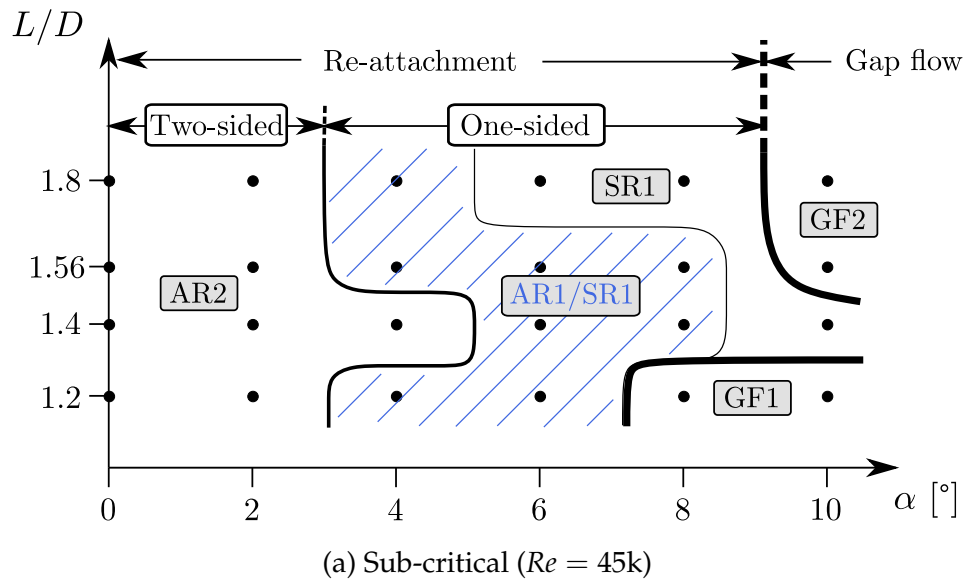 L/D
Re-attachment
Gap flow
Two-sided
One-sided
1.8
SR1
GF2
1.56
AR2
AR1/SR1
1.4
1.2
GF1
0 2 4 6 8 10
α [°]
(a) Sub-critical (Re = 45k)